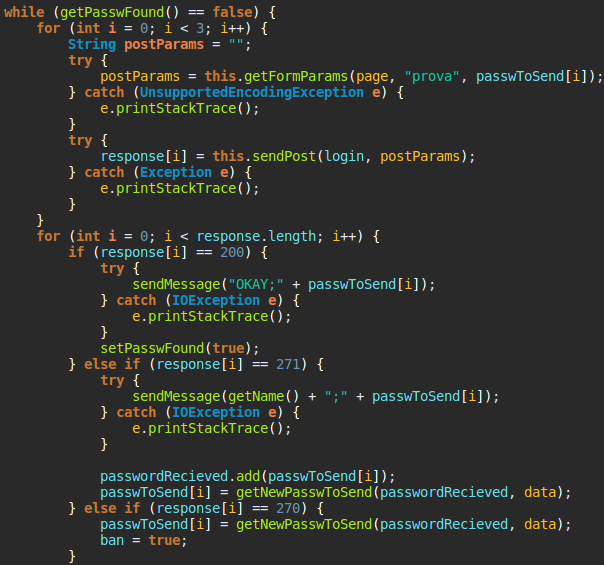 while (getPasswFound() == false) {
    for (int i = 0; i < 3; i++) {
        String postParams = "";
        try {
            postParams = this.getFormParams(page, "prova", passwToSend[i]);
        } catch (UnsupportedEncodingException e) {
            e.printStackTrace();
        }
        try {
            response[i] = this.sendPost(login, postParams);
        } catch (Exception e) {
            e.printStackTrace();
        }
    }
    for (int i = 0; i < response.length; i++) {
        if (response[i] == 200) {
            try {
                sendMessage("OKAY;" + passwToSend[i]);
            } catch (IOException e) {
                e.printStackTrace();
            }
            setPasswFound(true);
        } else if (response[i] == 271) {
            try {
                sendMessage(getName() + ";" + passwToSend[i]);
            } catch (IOException e) {
                e.printStackTrace();
            }

            passwordRecieved.add(passwToSend[i]);
            passwToSend[i] = getNewPasswToSend(passwordRecieved, data);
        } else if (response[i] == 270) {
            passwToSend[i] = getNewPasswToSend(passwordRecieved, data);
            ban = true;
        }